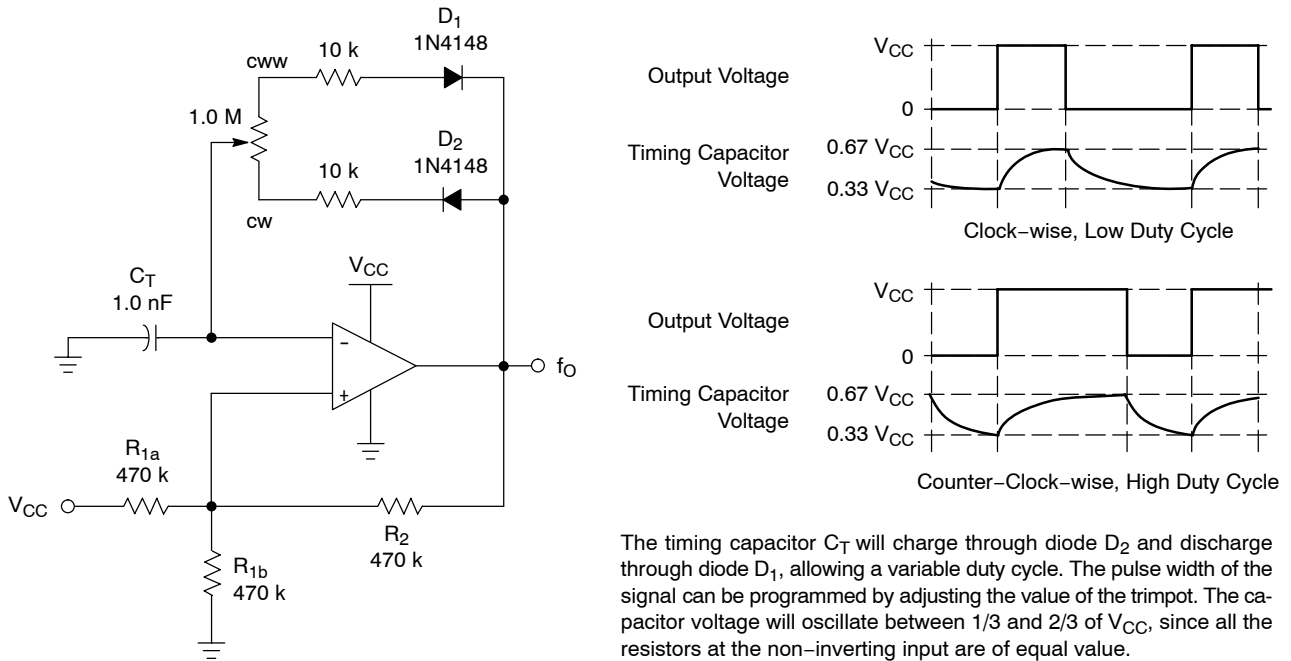 D1
1N4148
10 k
cww
1.0 M
D2
1N4148
10 k
cw
VCC
CT
1.0 nF
-
+
fO
R1a
470 k
VCC
R2
470 k
R1b
470 k
Output Voltage
VCC
0
Timing Capacitor
Voltage
0.67 VCC
0.33 VCC
Clock−wise, Low Duty Cycle
Output Voltage
VCC
0
Timing Capacitor
Voltage
0.67 VCC
0.33 VCC
Counter−Clock−wise, High Duty Cycle
The timing capacitor CT will charge through diode D2 and discharge
through diode D1, allowing a variable duty cycle. The pulse width of the
signal can be programmed by adjusting the value of the trimpot. The ca-
pacitor voltage will oscillate between 1/3 and 2/3 of VCC, since all the
resistors at the non−inverting input are of equal value.